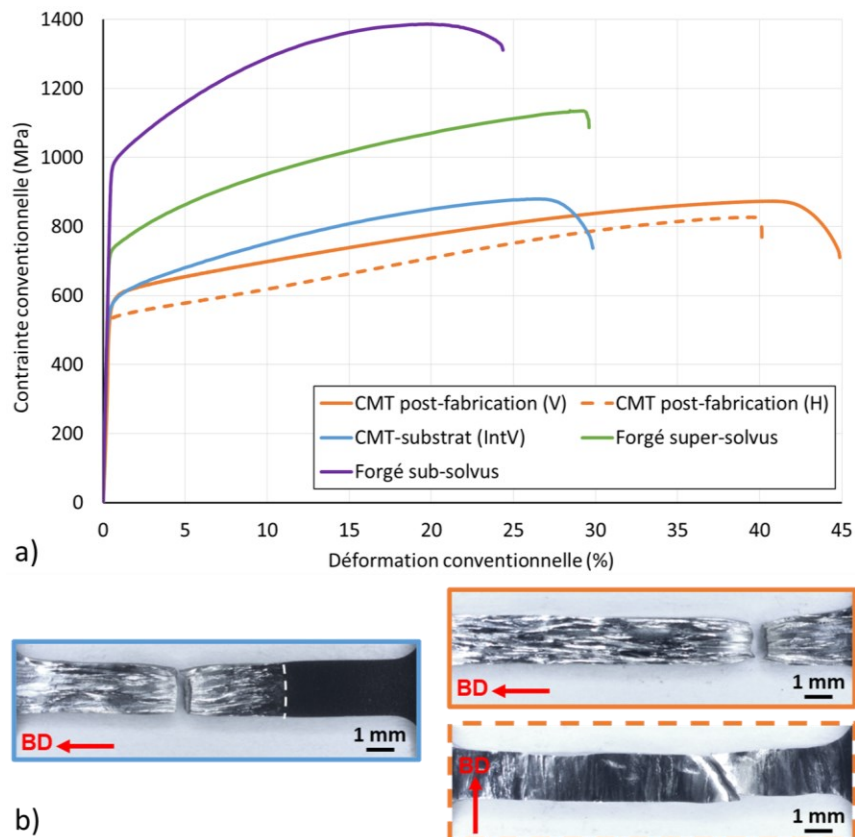 1400
1200
1000
800
600
400
200
0
Contrainte conventionnelle (MPa)
0 5 10 15 20 25 30 35 40 45
Déformation conventionnelle (%)
CMT post-fabrication (V) CMT post-fabrication (H)
CMT-substrat (IntV) Forgé super-solvus
Forgé sub-solvus
a)
BD 1 mm
BD 1 mm
BD 1 mm
b)